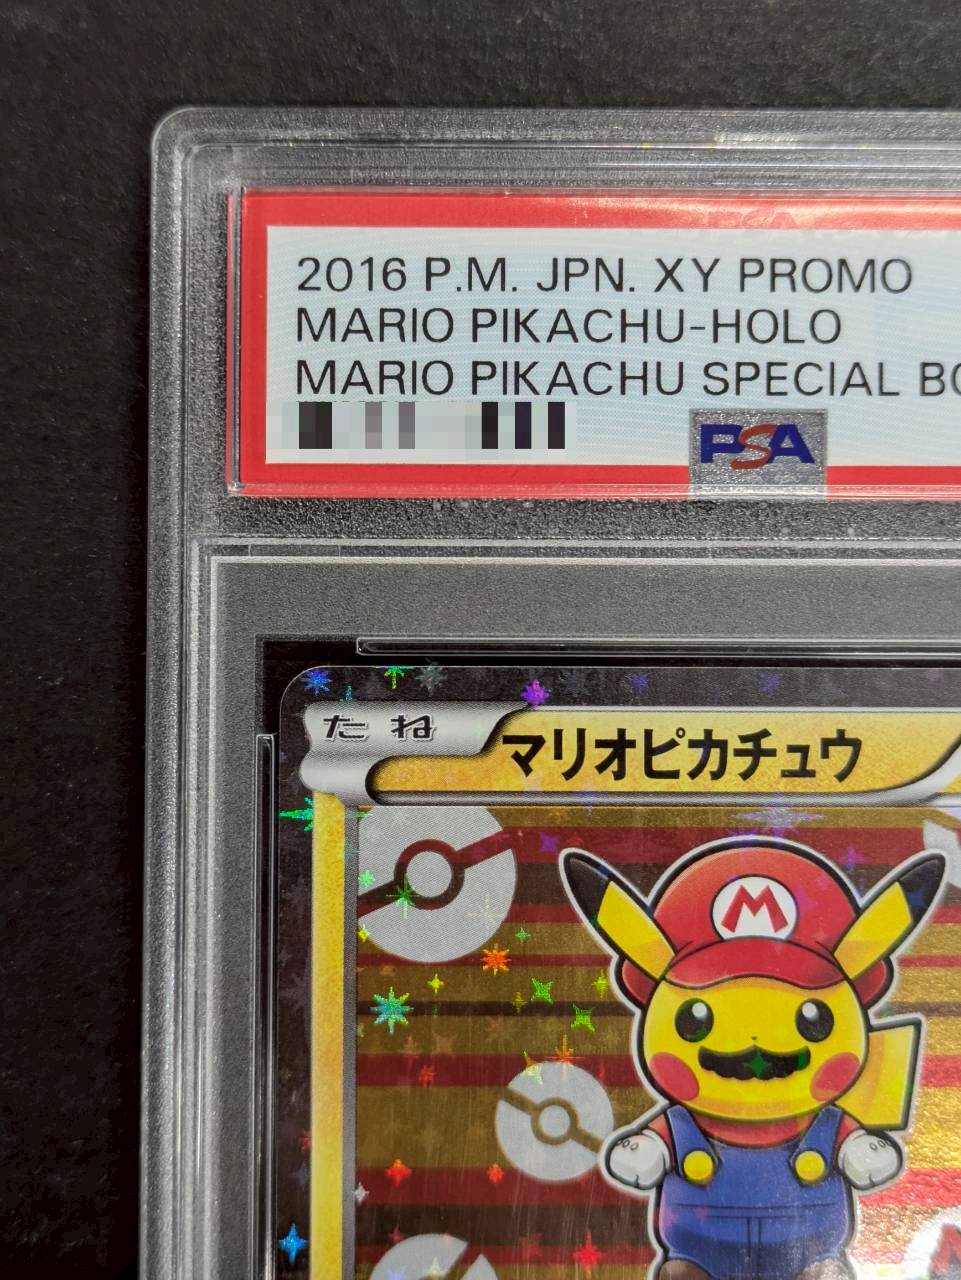 2016 P.M. JPN. XY PROMO
MARIO PIKACHU-HOLO
MARIO PIKACHU SPECIAL
PSA
たね
マリオピカチュウ
M